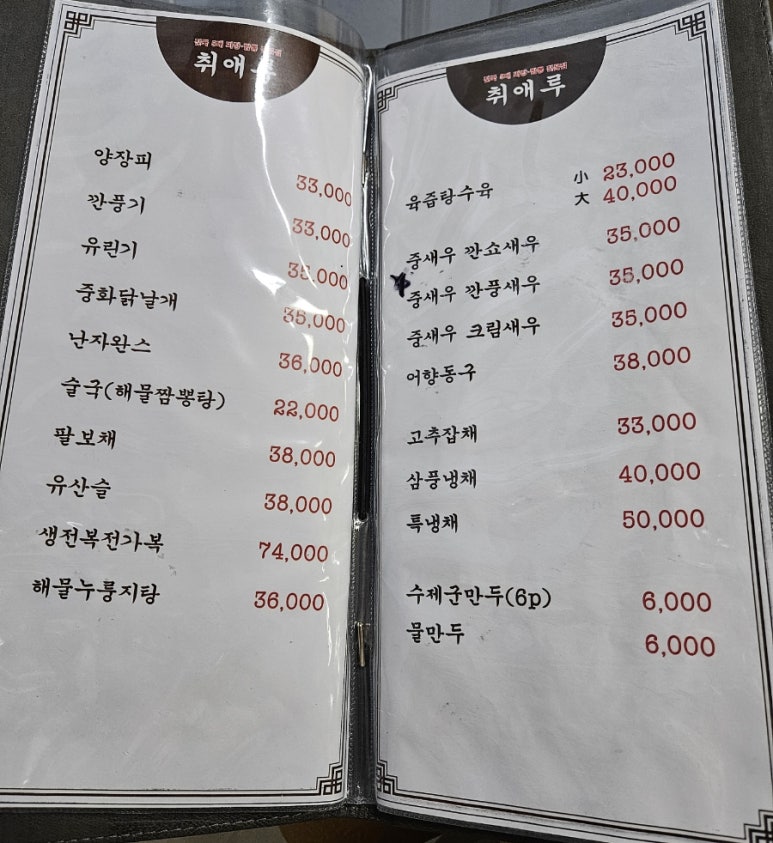 취애루
양장피 33,000
깐풍기 33,000
유린기 35,000
중화닭날개 35,000
난자완스 36,000
술국(해물짬뽕탕) 22,000
팔보채 38,000
유산슬 38,000
생전복전가복 74,000
해물누룽지탕 36,000
취애루
육즙탕수육 小 23,000
大 40,000
중새우 깐쇼새우 35,000
중새우 깐풍새우 35,000
중새우 크림새우 35,000
어향동구 38,000
고추잡채 33,000
삼풍냉채 40,000
특냉채 50,000
수제군만두(6p) 6,000
물만두 6,000